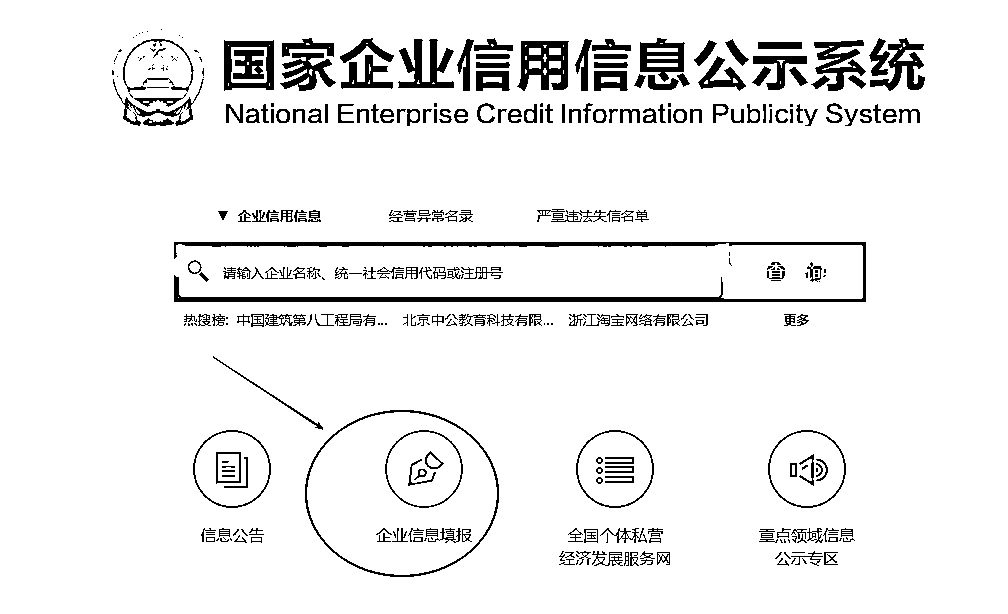 国家企业信用信息公示系统
National Enterprise Credit Information Publicity System
▼ 企业信用信息 经营异常名录 严重违法失信名单
请输入企业名称、统一社会信用代码或注册号 查 询
热搜榜: 中国建筑第八工程局有... 北京中公教育科技有限... 浙江淘宝网络有限公司 更多
信息公告 企业信息填报 全国个体私营 重点领域信息
经济发展服务网 公示专区